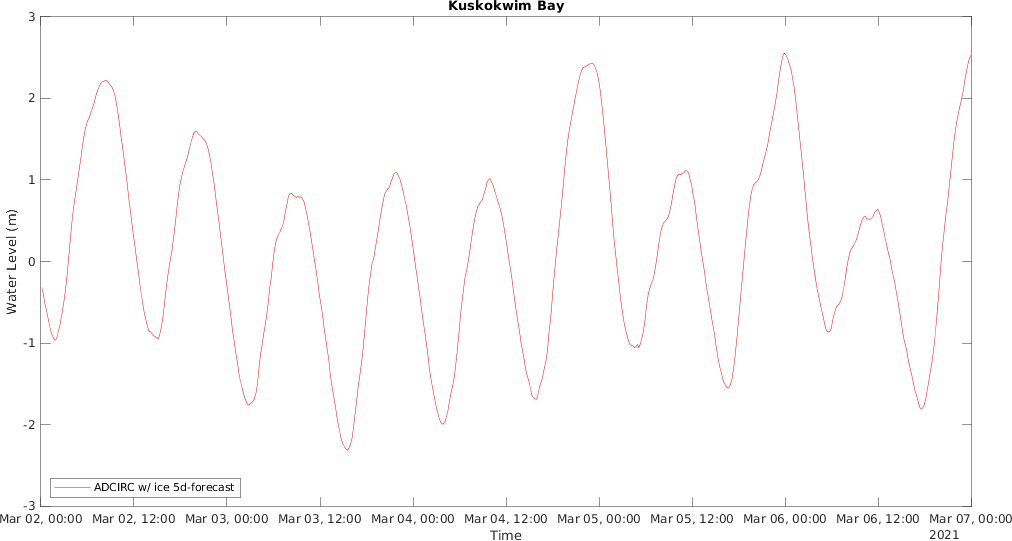 Kuskokwim Bay
3
2
1
0
-1
-2
-3
Water Level (m)
ADCIRC w/ ice 5d-forecast
Mar 02, 00:00 Mar 02, 12:00 Mar 03, 00:00 Mar 03, 12:00 Mar 04, 00:00 Mar 04, 12:00 Mar 05, 00:00 Mar 05, 12:00 Mar 06, 00:00 Mar 06, 12:00 Mar 07, 00:00
Time
2021